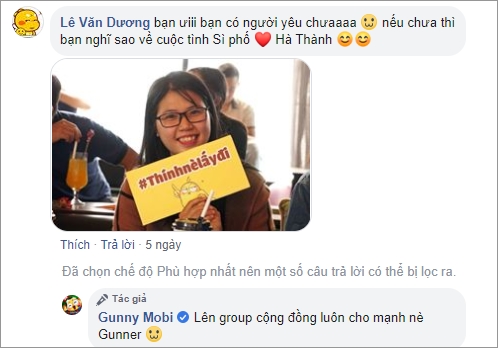 Lê Văn Dương bạn ưiii bạn có người yêu chưaaaa nếu chưa thì
bạn nghĩ sao về cuộc tình Sì phố ❤ Hà Thành 😊😊
#Thínhnèlấyđi
Thích · Trả lời · 5 ngày
Đã chọn chế độ Phù hợp nhất nên một số câu trả lời có thể bị lọc ra.
Tác giả
Gunny Mobi Lên group cộng đồng luôn cho mạnh nè
Gunner